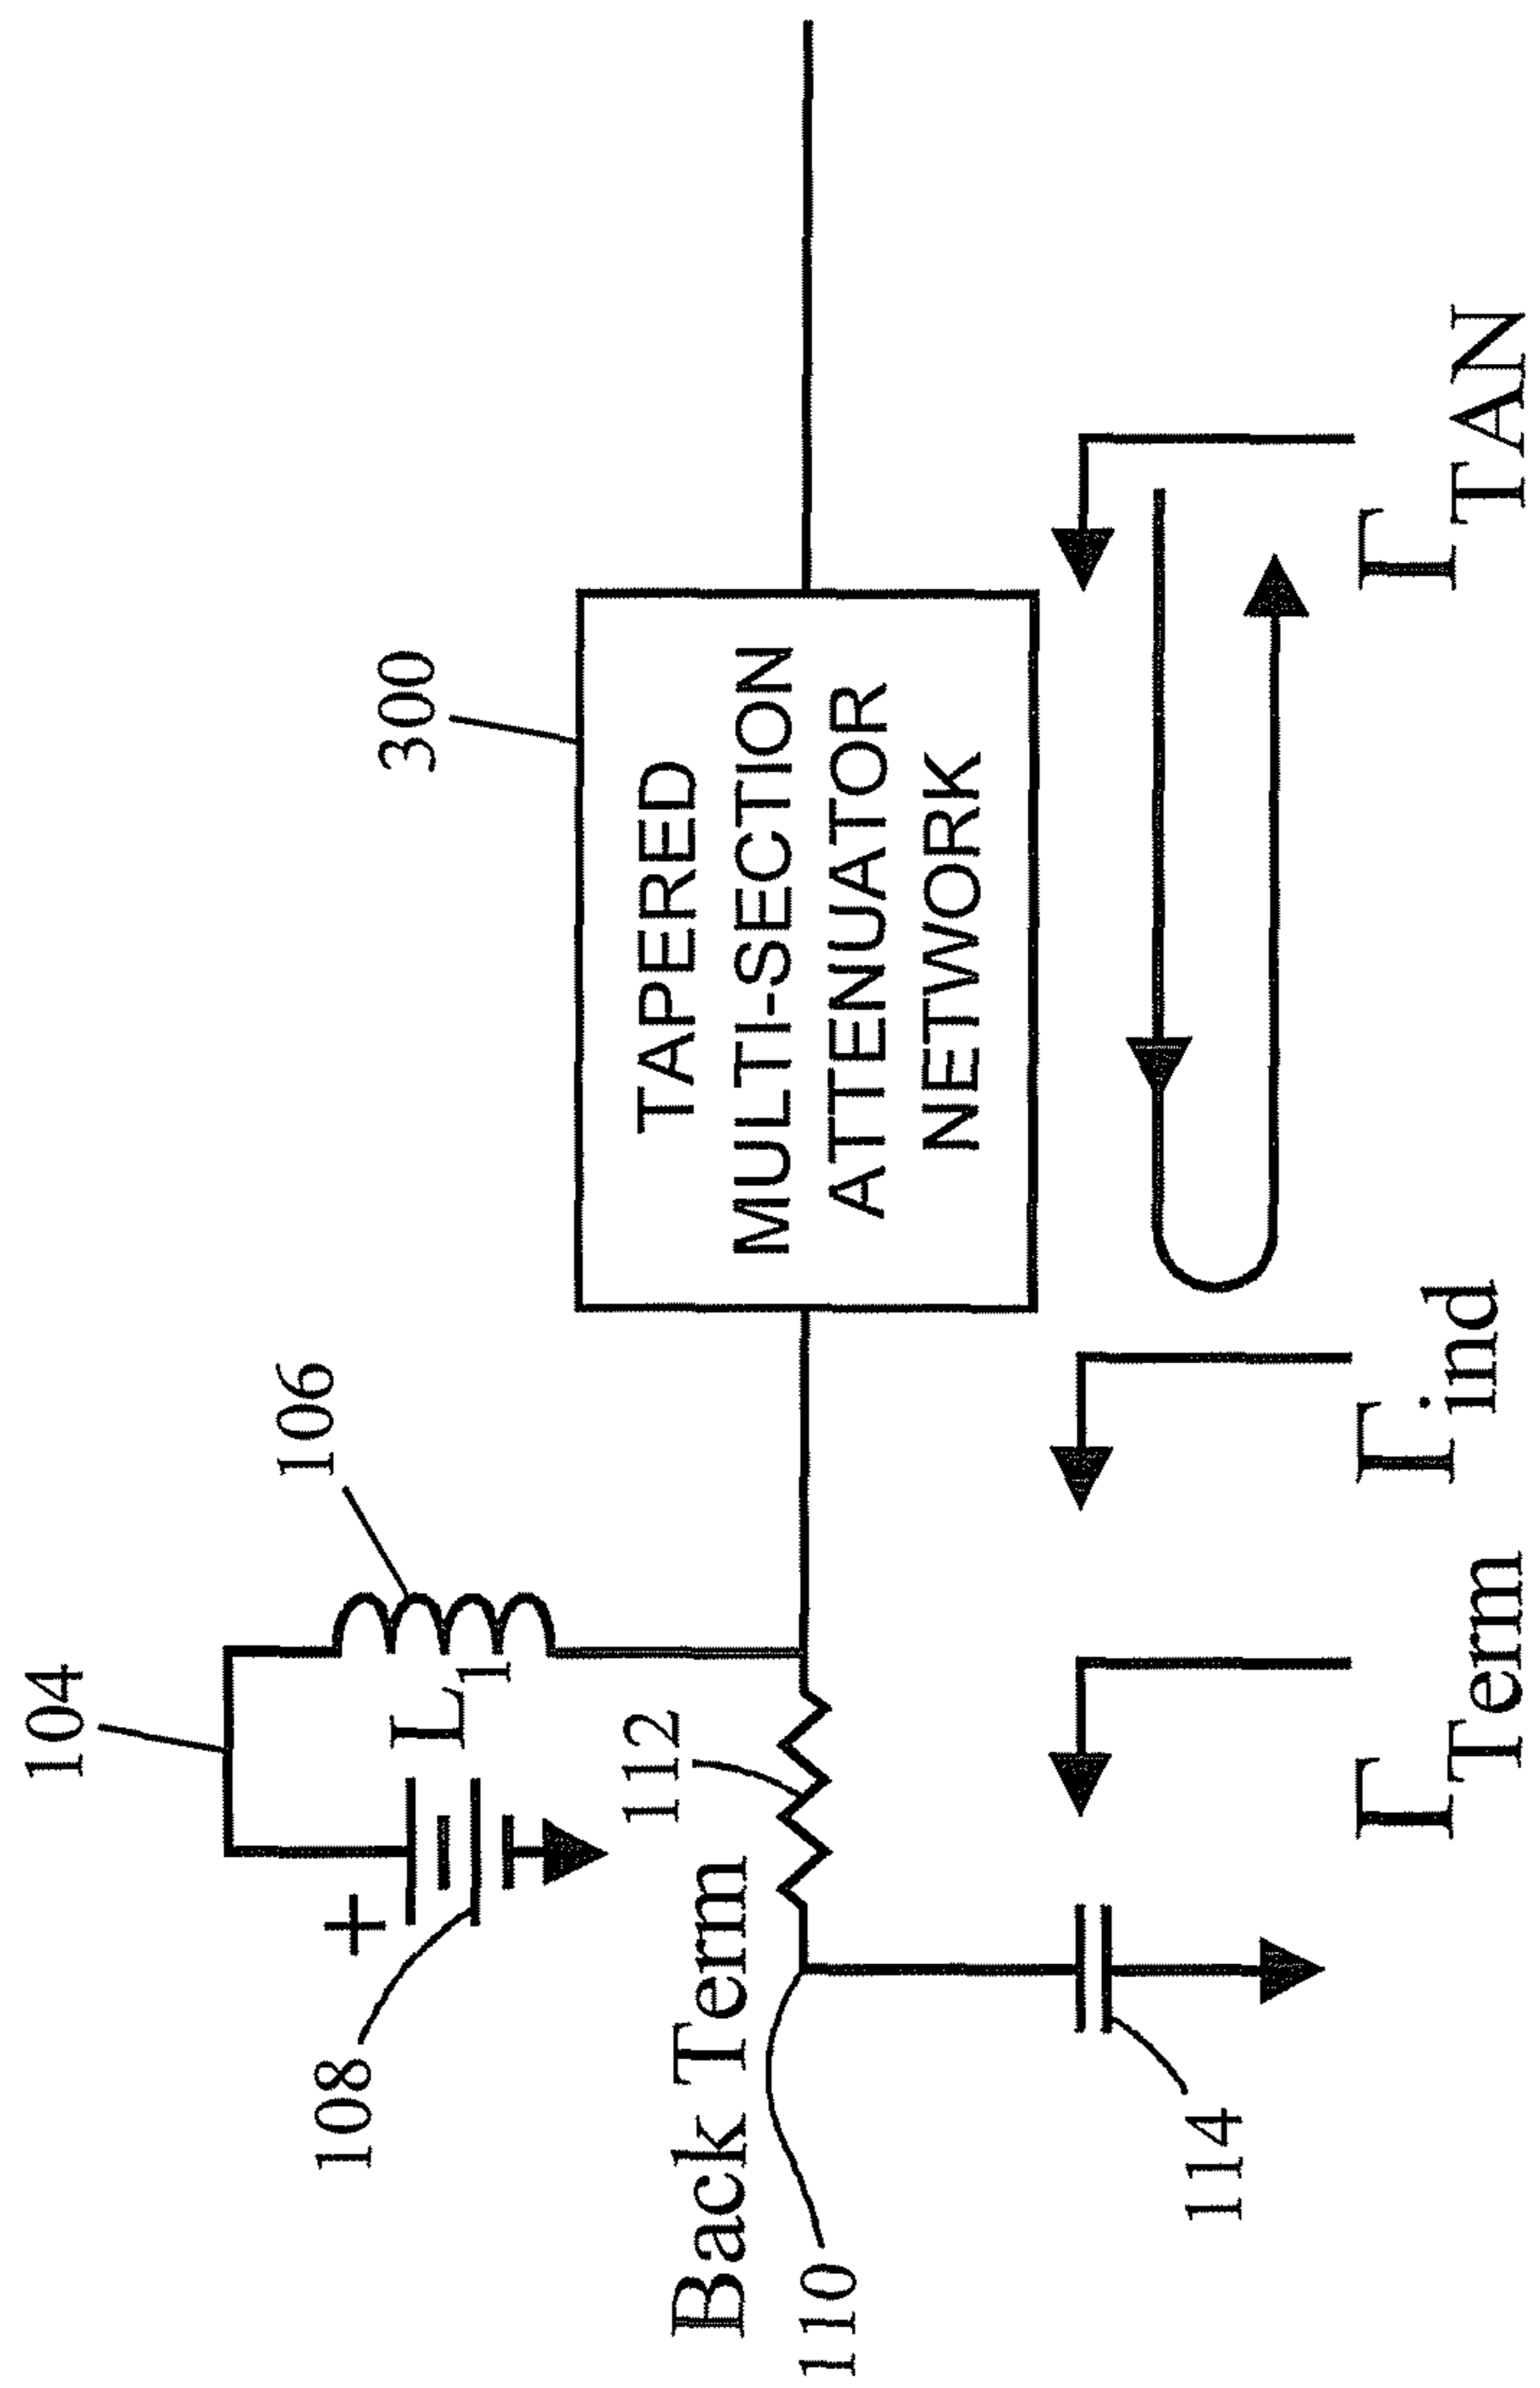 104
106
L1
+
108
300
112
Back Term
110
TAPERED
MULTI-SECTION
ATTENUATOR
NETWORK
114
ΓTerm
Γind
ΓTAN